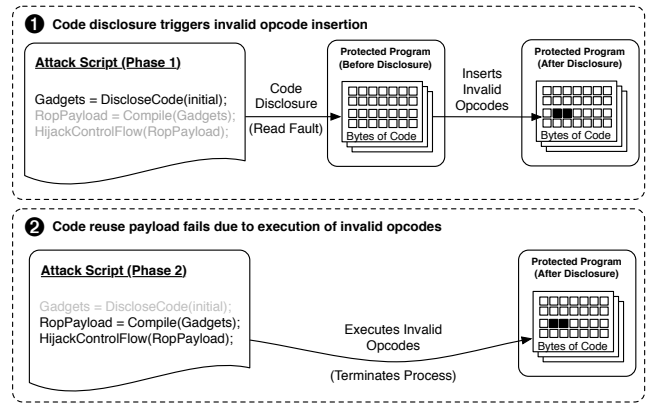 ❶ Code disclosure triggers invalid opcode insertion
Attack Script (Phase 1)
Gadgets = DiscloseCode(initial);
RopPayload = Compile(Gadgets);
HijackControlFlow(RopPayload);
Code
Disclosure
(Read Fault)
Protected Program
(Before Disclosure)
Bytes of Code
Inserts
Invalid
Opcodes
Protected Program
(After Disclosure)
Bytes of Code
❷ Code reuse payload fails due to execution of invalid opcodes
Attack Script (Phase 2)
Gadgets = DiscloseCode(initial);
RopPayload = Compile(Gadgets);
HijackControlFlow(RopPayload);
Executes Invalid
Opcodes
(Terminates Process)
Protected Program
(After Disclosure)
Bytes of Code